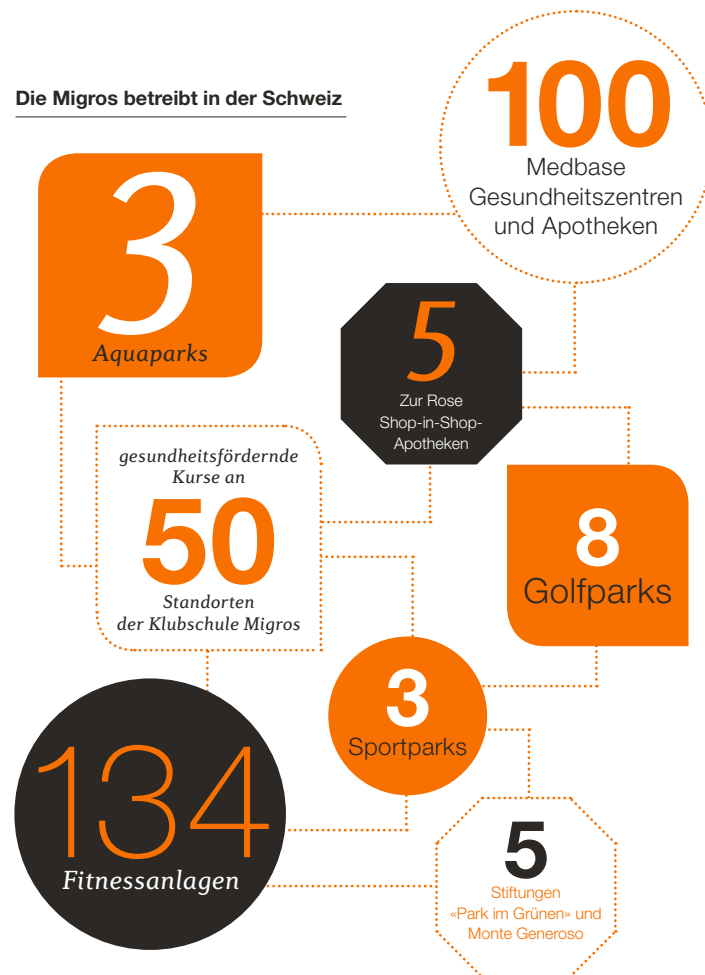 Die Migros betreibt in der Schweiz
100
Medbase
Gesundheitszentren
und Apotheken
3
Aquaparks
5
Zur Rose
Shop-in-Shop-
Apotheken
gesundheitsfördernde
Kurse an
50
Standorten
der Klubschule Migros
8
Golfparks
3
Sportparks
134
Fitnessanlagen
5
Stiftungen
«Park im Grünen» und
Monte Generoso